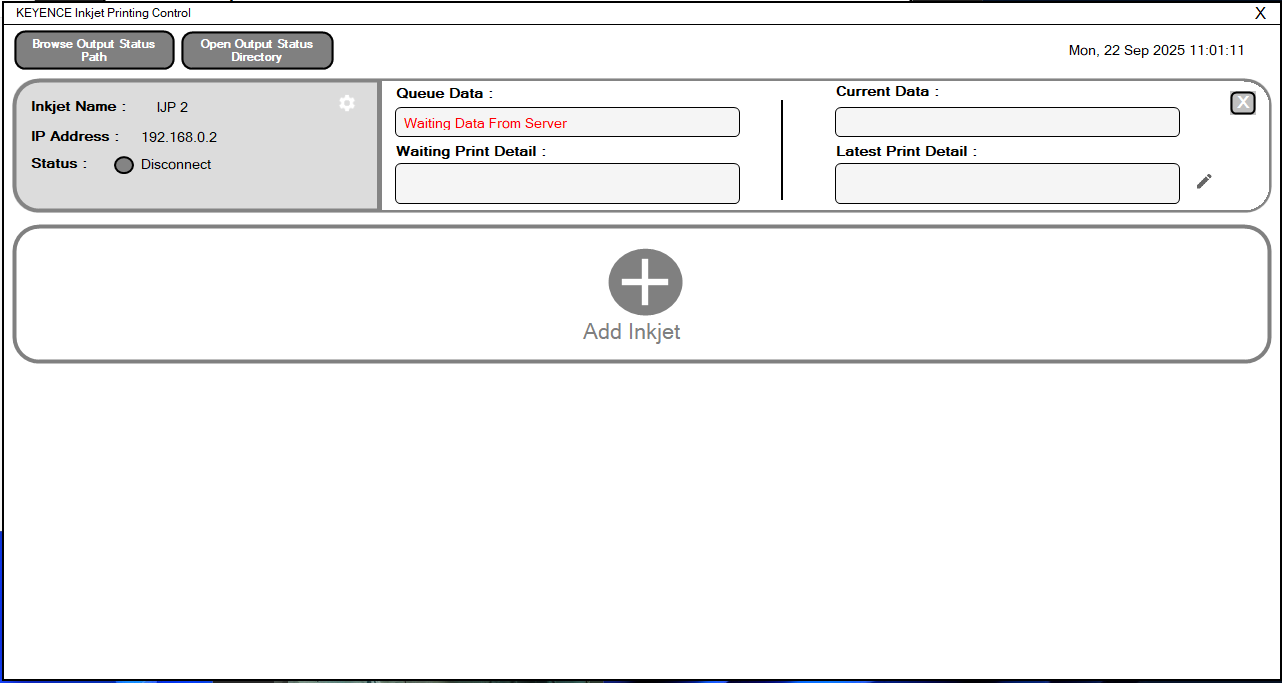 KEYENCE Inkjet Printing Control
X
Browse Output Status
Path
Open Output Status
Directory
Mon, 22 Sep 2025 11:01:11
Inkjet Name : IJP 2
IP Address : 192.168.0.2
Status : Disconnect
Queue Data :
Waiting Data From Server
Waiting Print Detail :
Current Data :
Latest Print Detail :
X
Add Inkjet